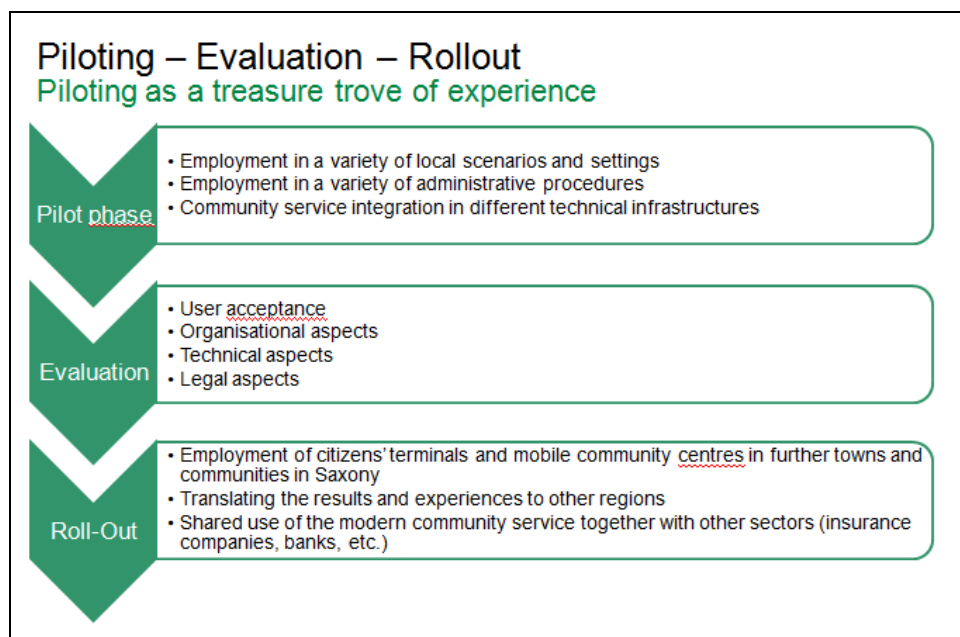 Piloting – Evaluation – Rollout
Piloting as a treasure trove of experience
Pilot phase
• Employment in a variety of local scenarios and settings
• Employment in a variety of administrative procedures
• Community service integration in different technical infrastructures
Evaluation
• User acceptance
• Organisational aspects
• Technical aspects
• Legal aspects
Roll-Out
• Employment of citizens' terminals and mobile community centres in further towns and
communities in Saxony
• Translating the results and experiences to other regions
• Shared use of the modern community service together with other sectors (insurance
companies, banks, etc.)